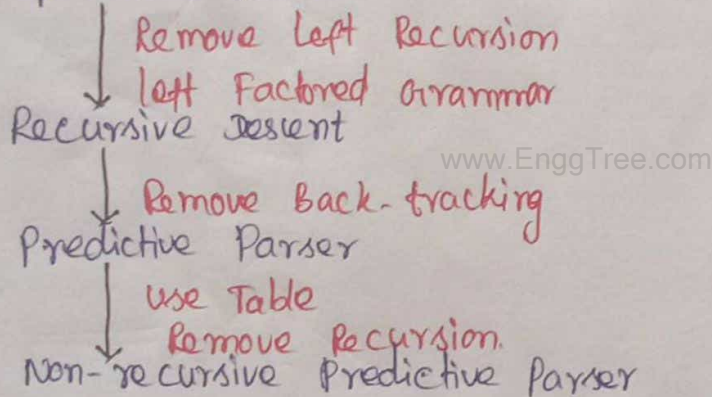 Remove Left Recursion
left Factored Grammar
Recursive Descent
www.EnggTree.com
Remove Back-tracking
Predictive Parser
Use Table
Remove Recursion.
Non-recursive Predictive Parser